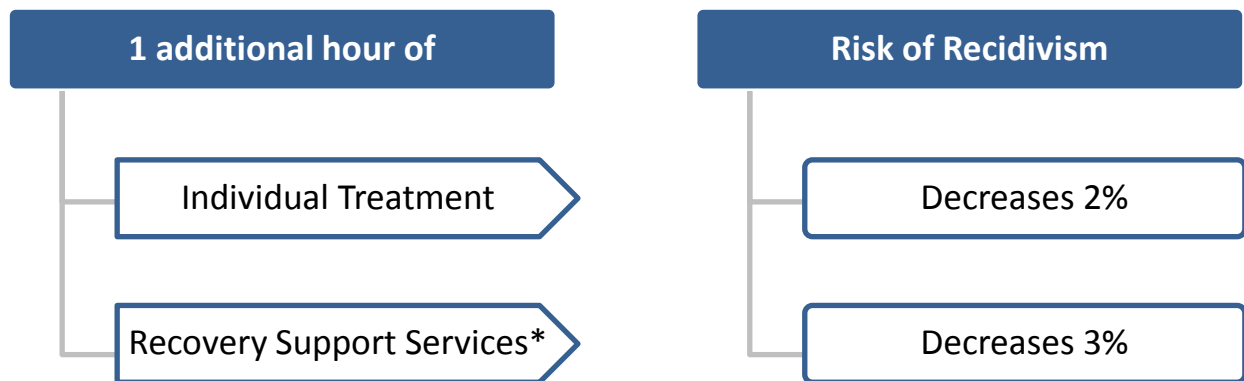 1 additional hour of
Risk of Recidivism
Individual Treatment
Decreases 2%
Recovery Support Services*
Decreases 3%